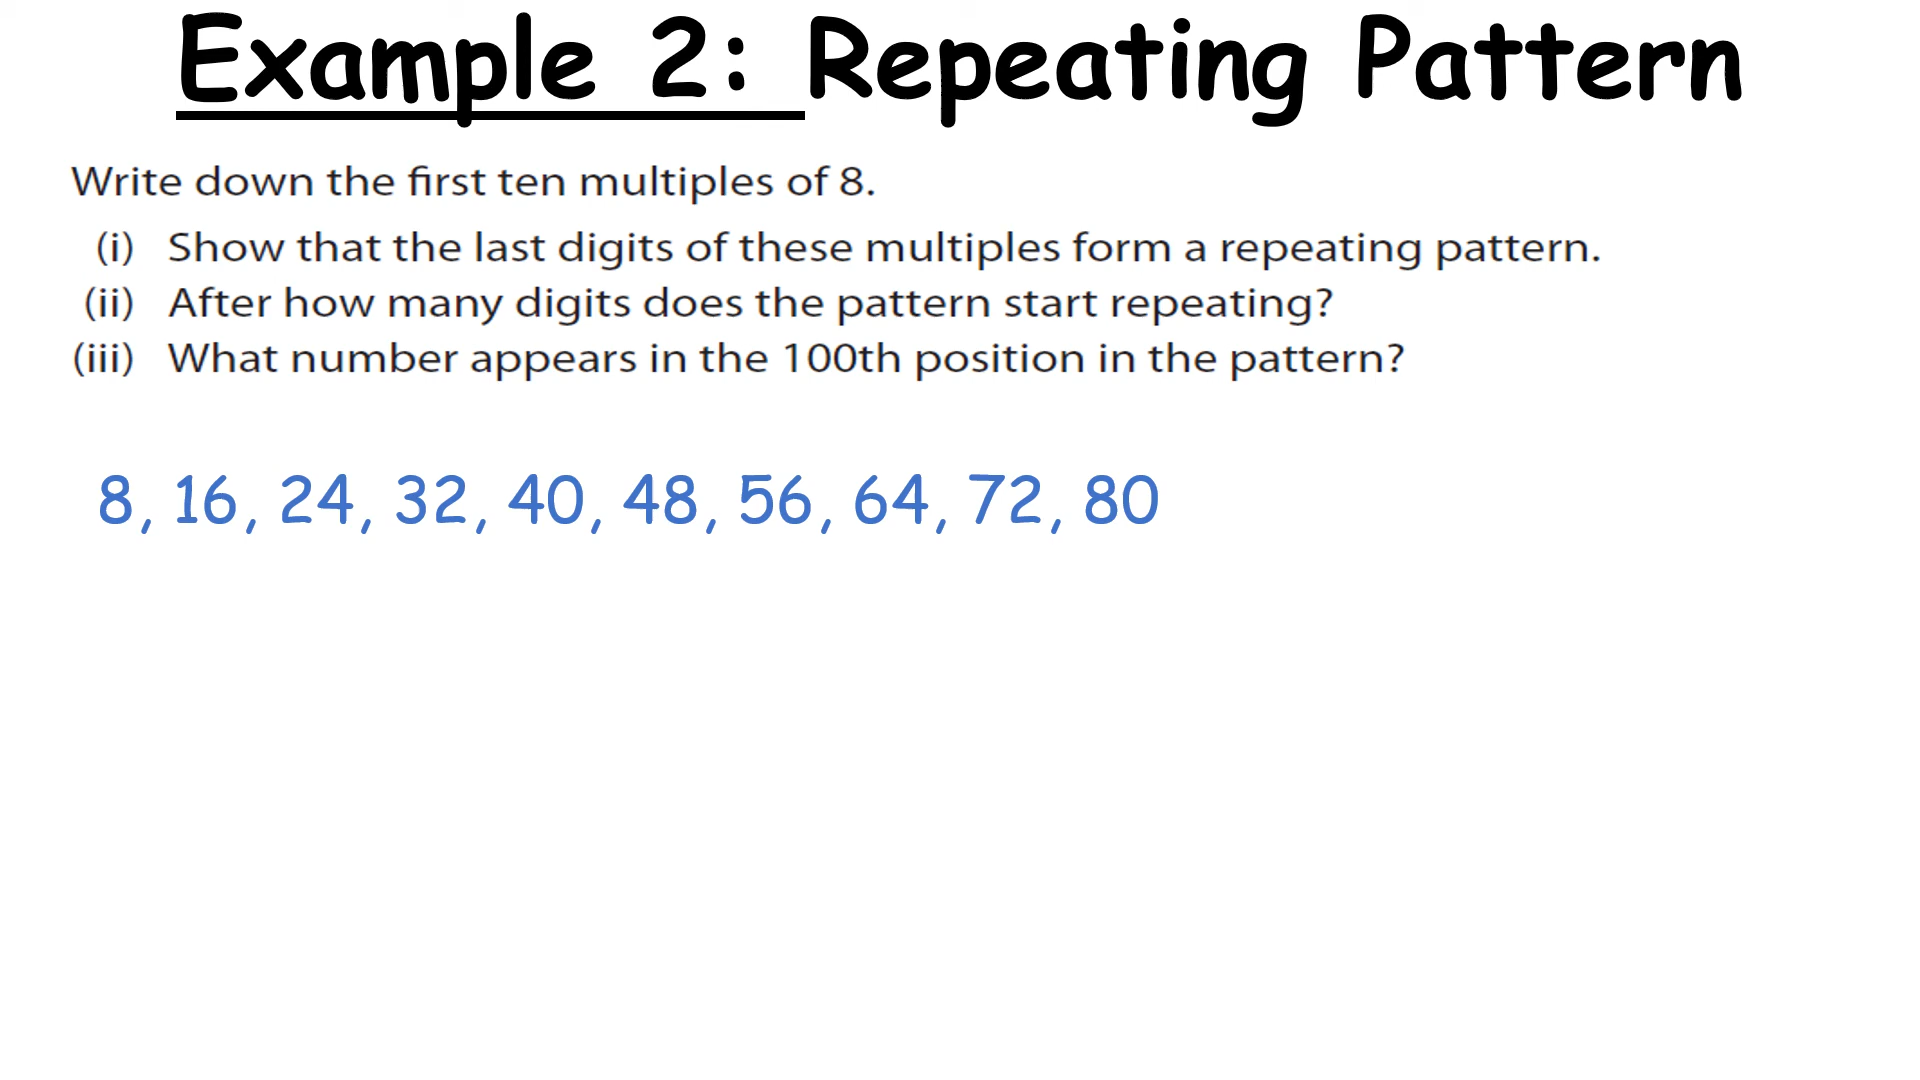 Example 2: Repeating Pattern
Write down the first ten multiples of 8.
(i) Show that the last digits of these multiples form a repeating pattern.
(ii) After how many digits does the pattern start repeating?
(iii) What number appears in the 100th position in the pattern?
8, 16, 24, 32, 40, 48, 56, 64, 72, 80